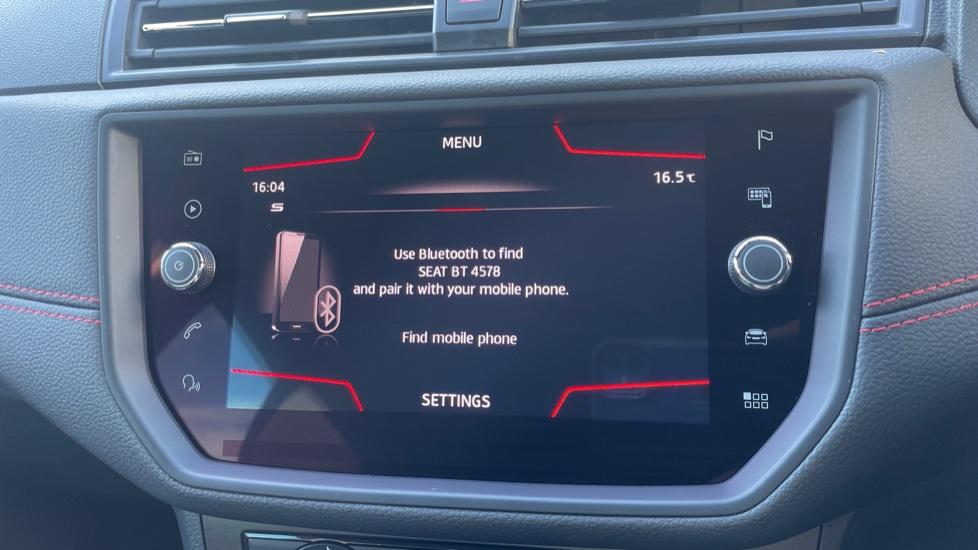 MENU
16:04
16.5℃
Use Bluetooth to find
SEAT BT 4578
and pair it with your mobile phone.
Find mobile phone
SETTINGS